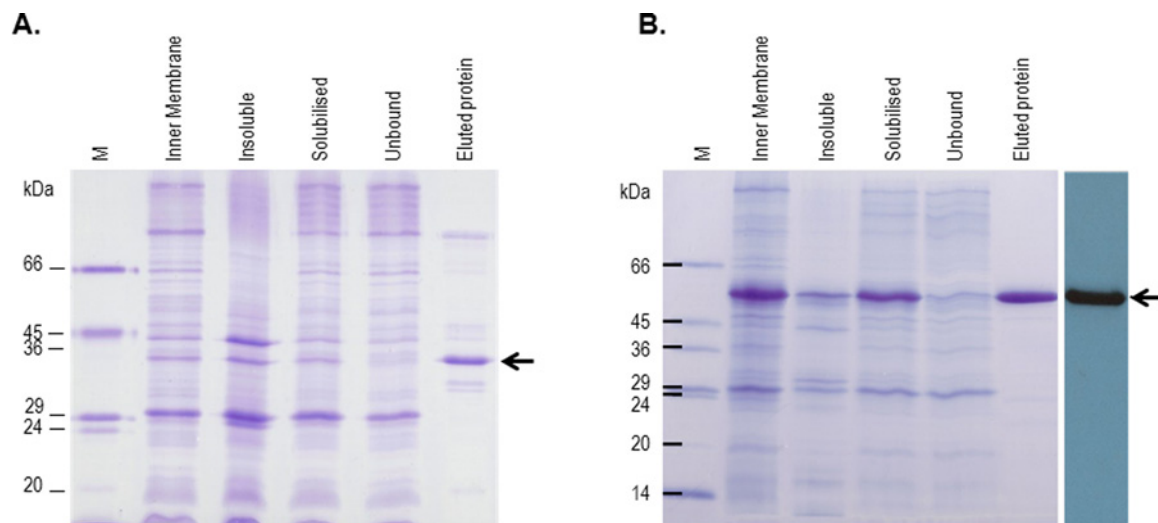 A.
M
Inner Membrane
Insoluble
Solubilised
Unbound
Eluted protein
kDa
66
45
36
29
24
20
B.
M
Inner Membrane
Insoluble
Solubilised
Unbound
Eluted protein
kDa
66
45
36
29
24
20
14